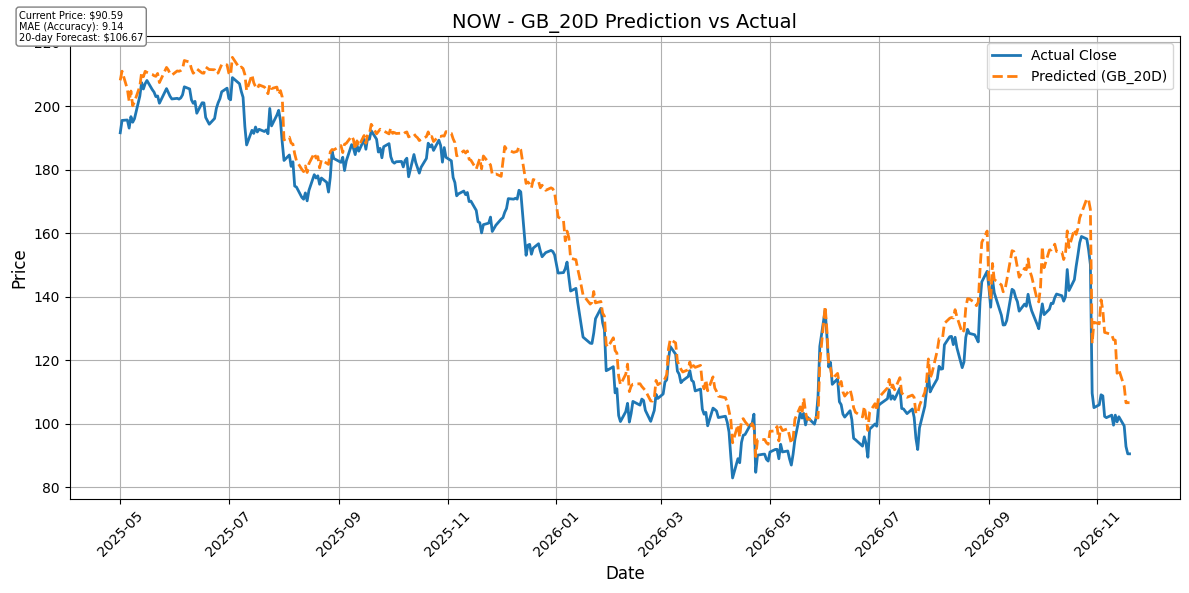 NOW - GB_20D Prediction vs Actual
Current Price: $90.59
MAE (Accuracy): 9.14
20-day Forecast: $106.67
Actual Close
Predicted (GB_20D)
Price
220
200
180
160
140
120
100
80
2025-05
2025-07
2025-09
2025-11
2026-01
2026-03
2026-05
2026-07
2026-09
2026-11
Date